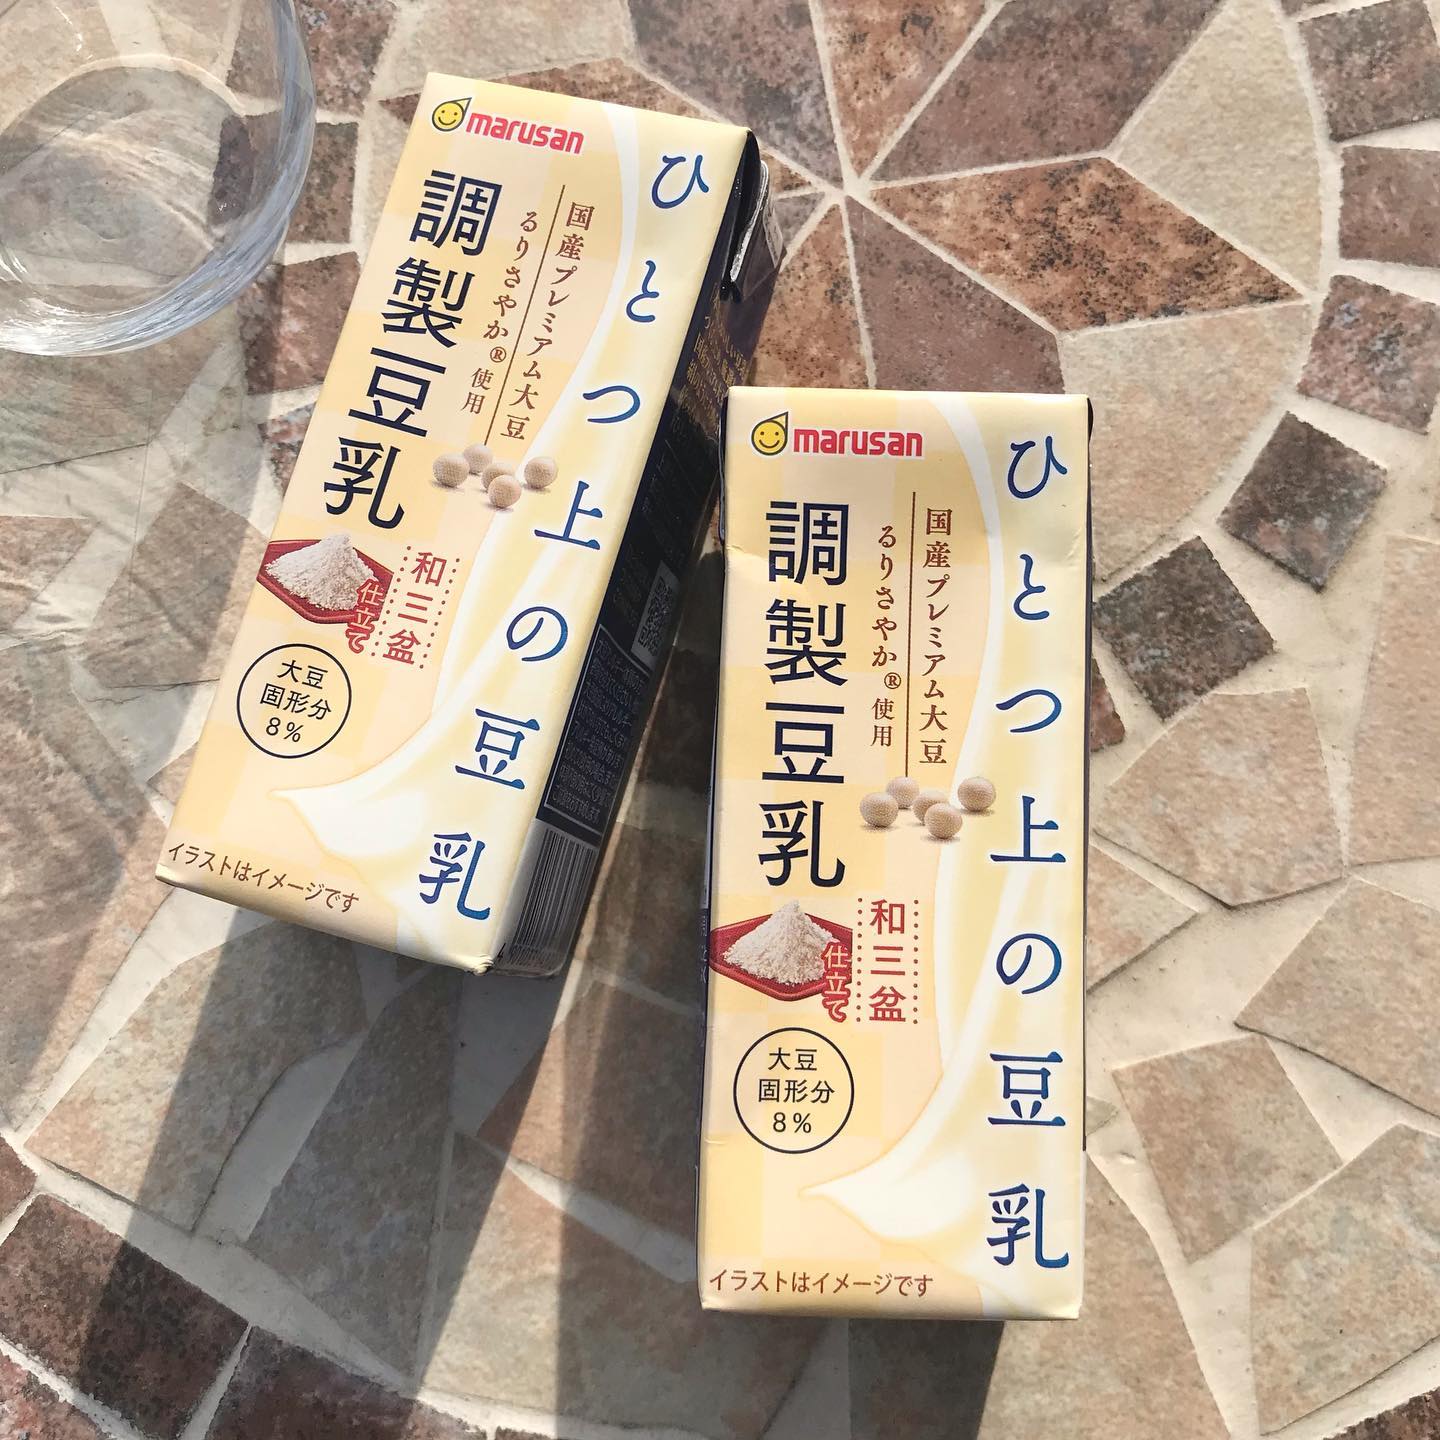 marusan
ひとつ上の豆乳
国産プレミアム大豆
るりさやか®使用
調製豆乳
和三盆
仕立て
大豆
固形分
8%
イラストはイメージです
marusan
ひとつ上の豆乳
国産プレミアム大豆
るりさやか®使用
調製豆乳
和三盆
仕立て
大豆
固形分
8%
イラストはイメージです